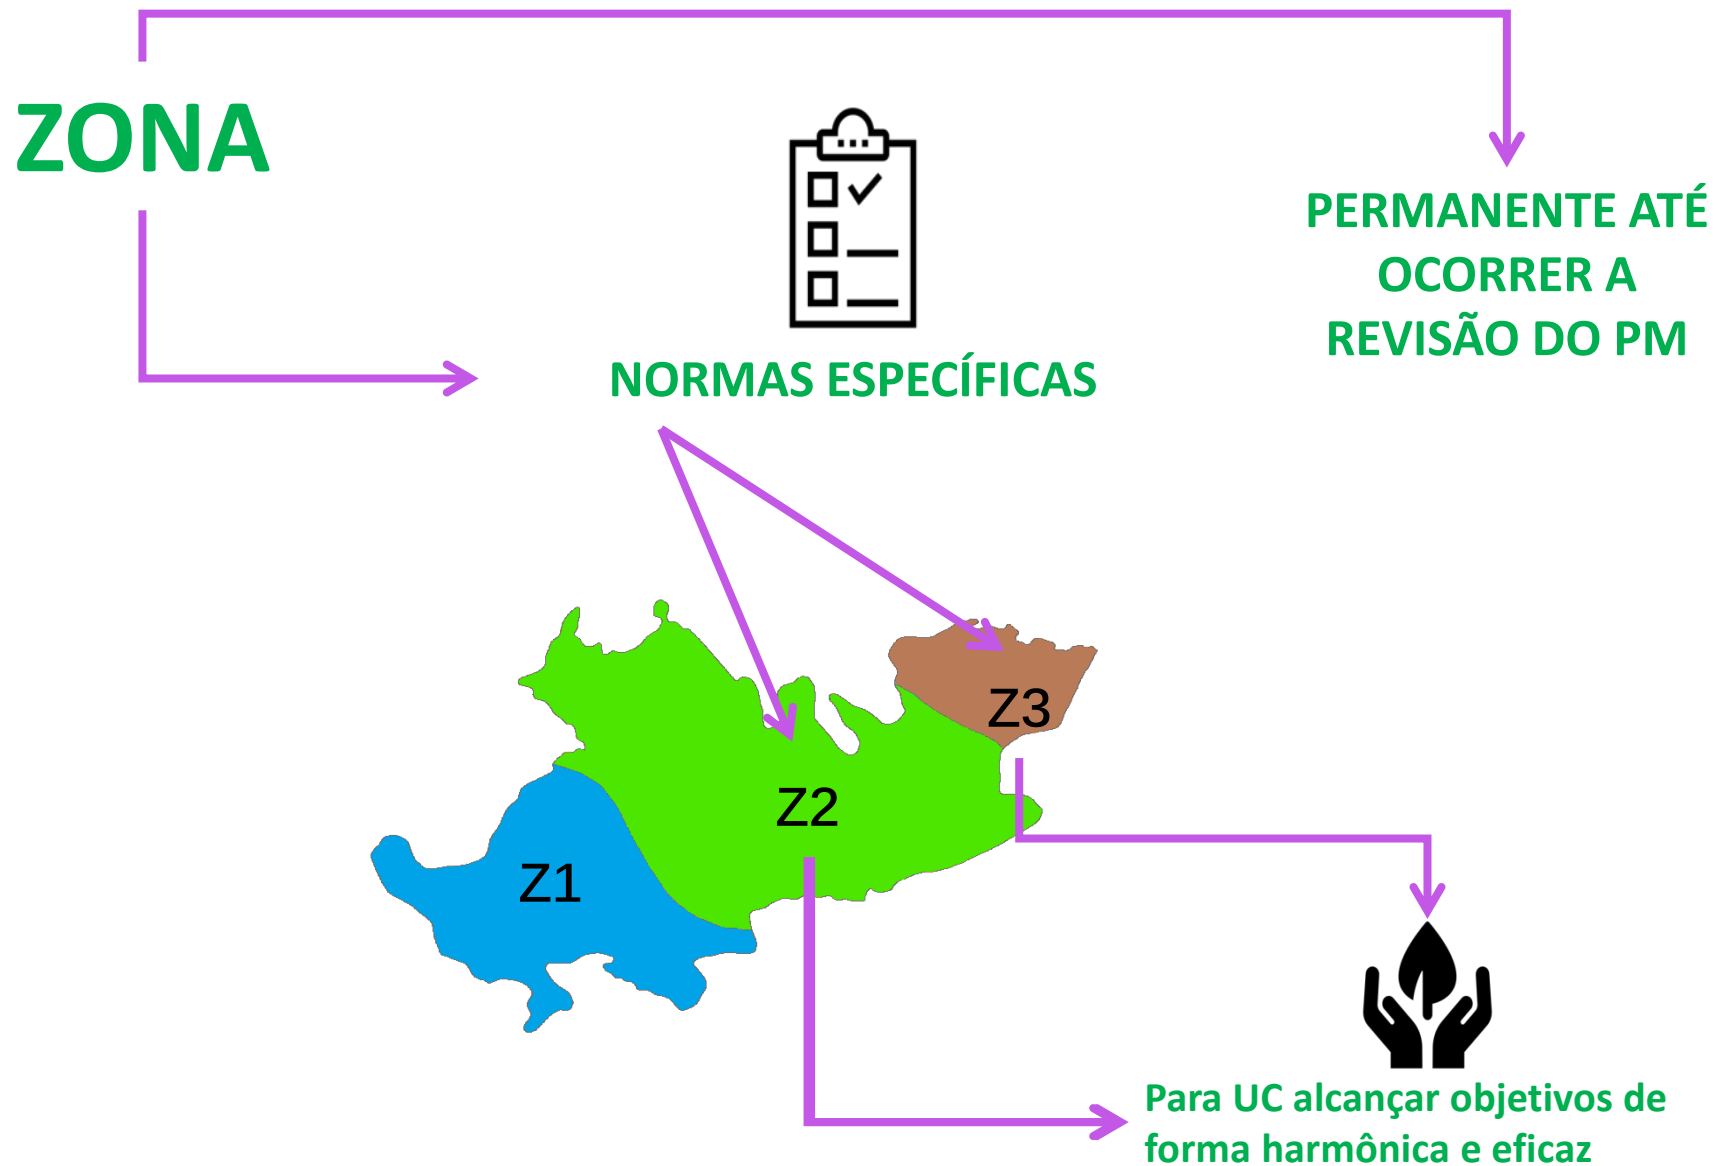 ZONA
PERMANENTE ATÉ
OCORRER A
REVISÃO DO PM
NORMAS ESPECÍFICAS
Z3
Z2
Z1
Para UC alcançar objetivos de
forma harmônica e eficaz